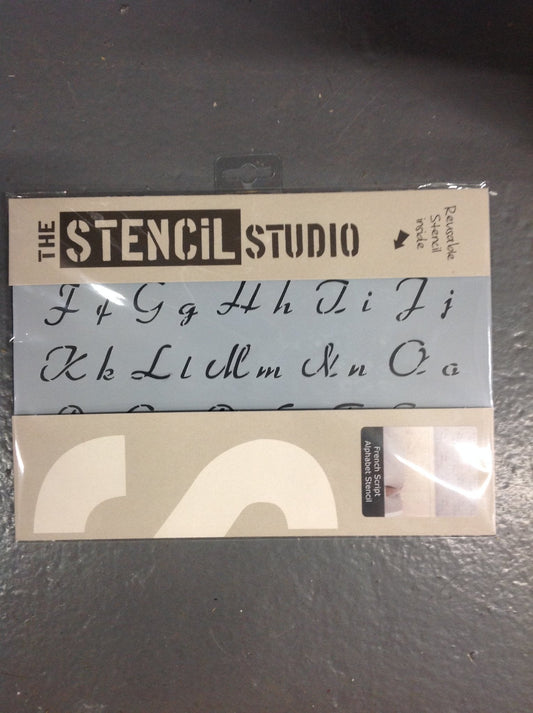 THE STENCiL STUDIO
Reusable
Stencil
inside
F f G g H h I i J j
K k L l M m N n O o
French Script
Alphabet Stencil